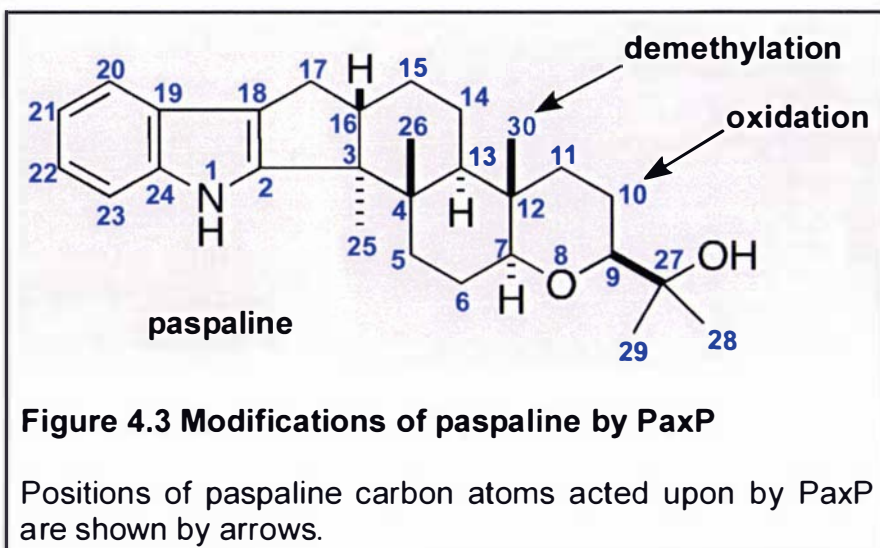 demethylation
oxidation
20 17 H 15
21 19 18 14
16 26 30
22 1 3 13 11 10
24 N 2 4 H 12
23 H 7 8 27 OH
25 5 9
6 H O
29 28
paspaline
Figure 4.3 Modifications of paspaline by PaxP
Positions of paspaline carbon atoms acted upon by PaxP
are shown by arrows.